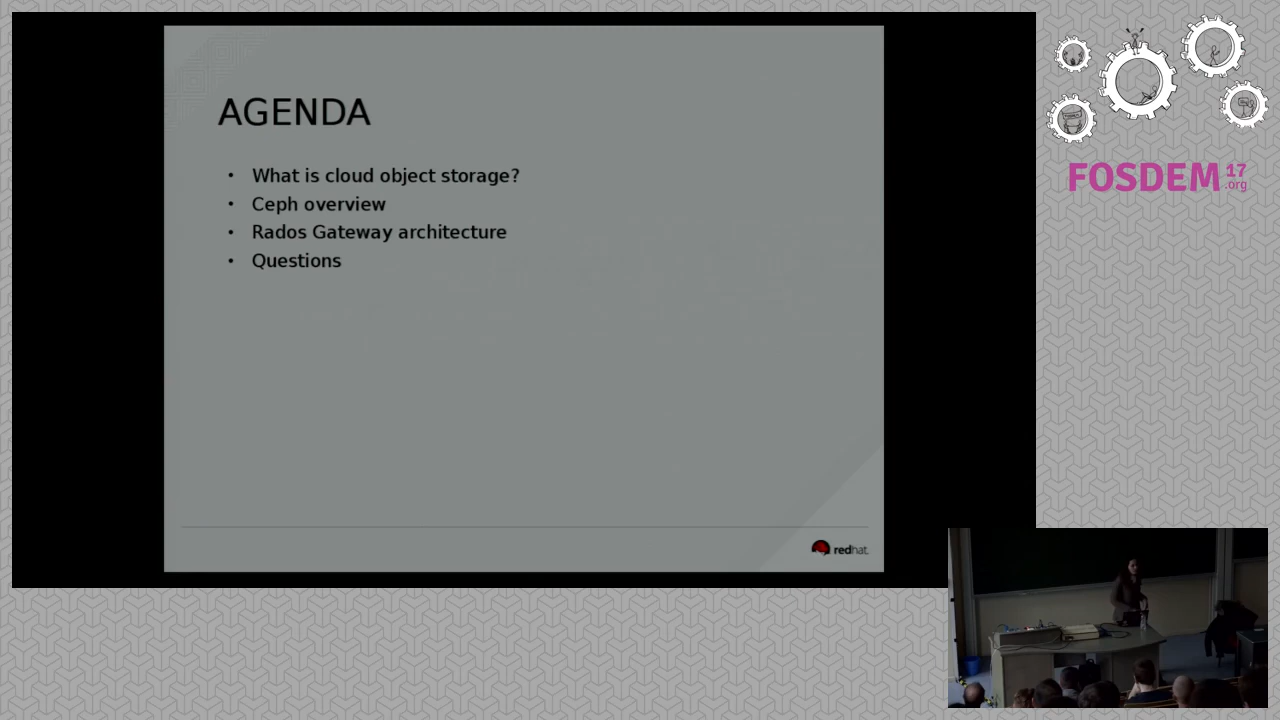 AGENDA
• What is cloud object storage?
• Ceph overview
• Rados Gateway architecture
• Questions
redhat.
FOSDEM 17
.org